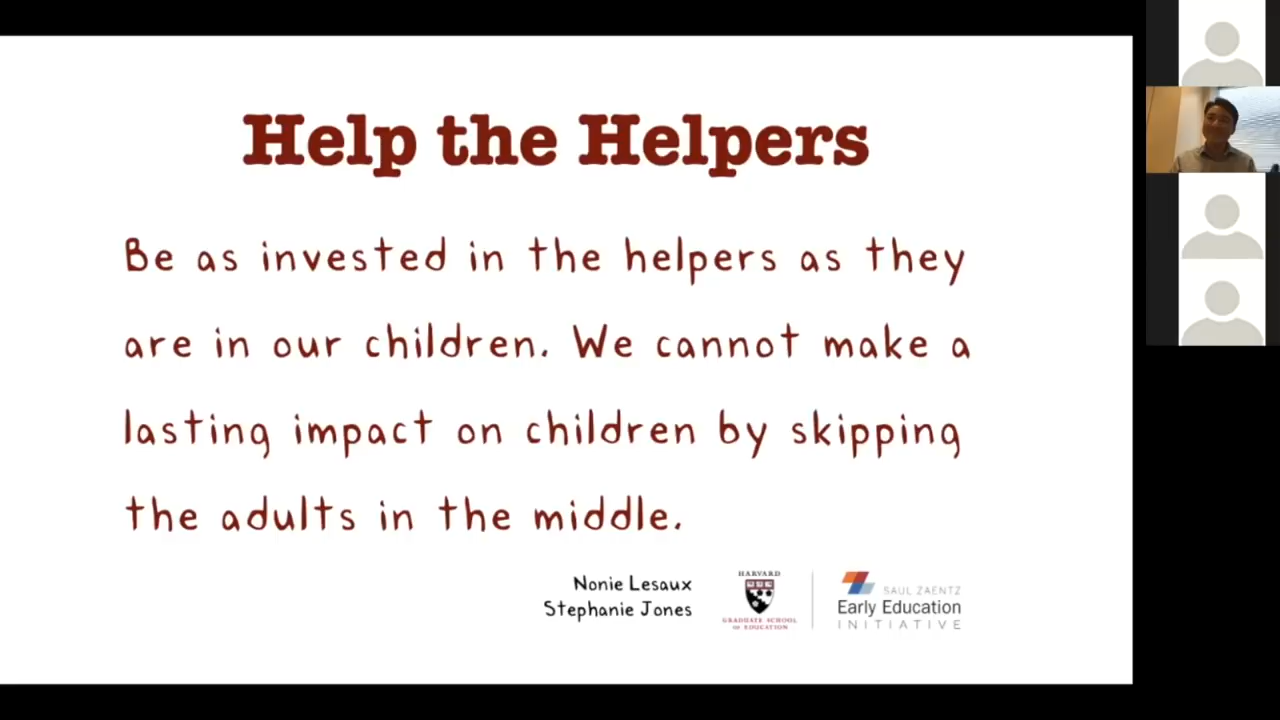 Help the Helpers
Be as invested in the helpers as they
are in our children. We cannot make a
lasting impact on children by skipping
the adults in the middle.
Nonie Lesaux
Stephanie Jones
HARVARD
GRADUATE SCHOOL
OF EDUCATION
SAUL ZAENTZ
Early Education
INITIATIVE